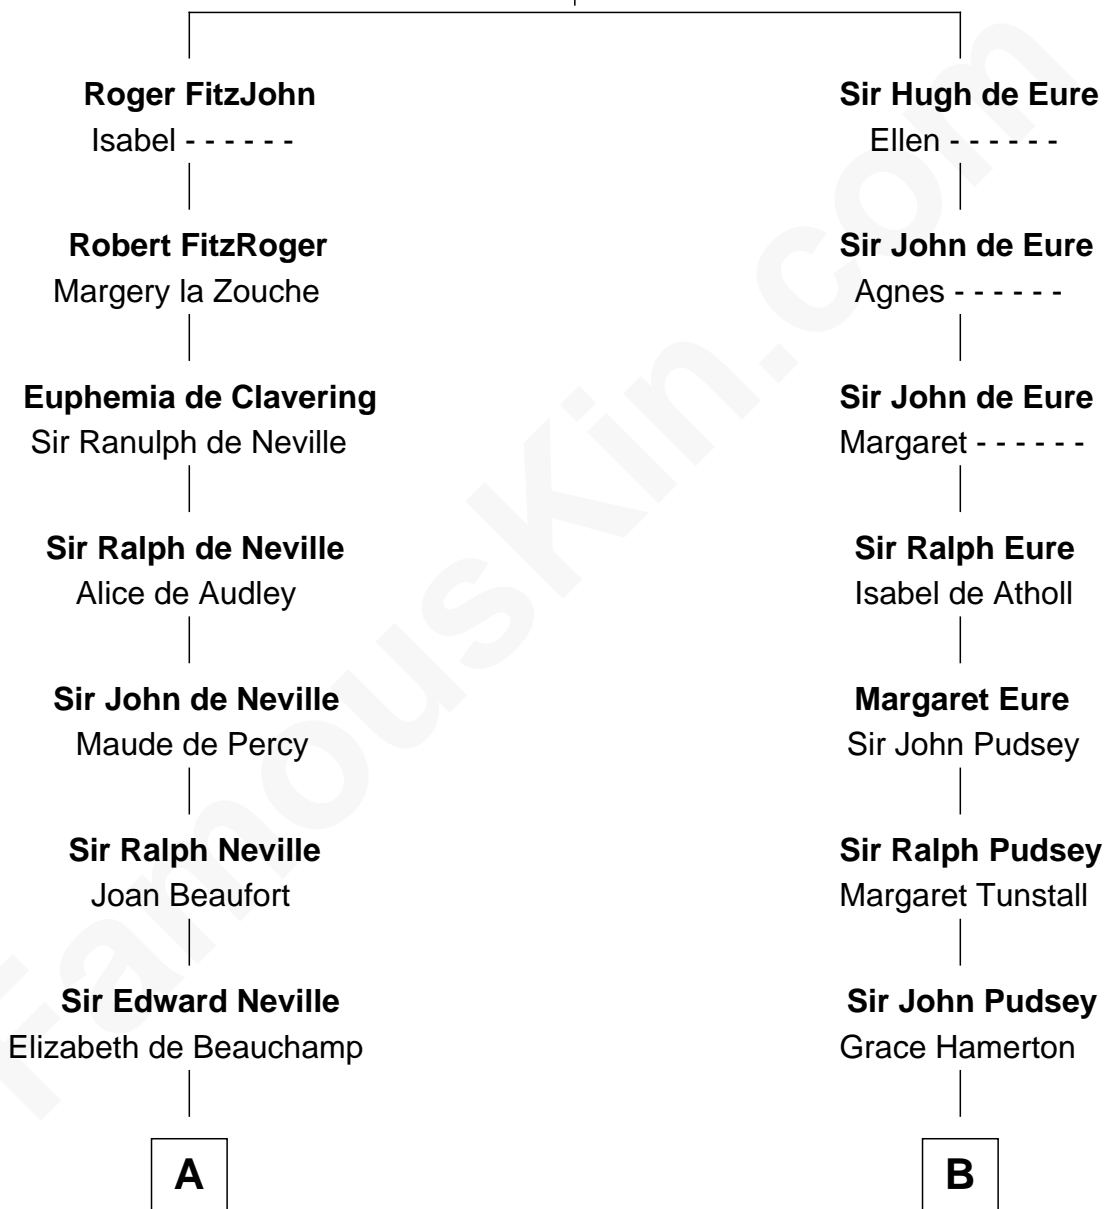 Roger FitzJohn
Isabel - - - - - -
Robert FitzRoger
Margery la Zouche
Euphemia de Clavering
Sir Ranulph de Neville
Sir Ralph de Neville
Alice de Audley
Sir John de Neville
Maude de Percy
Sir Ralph Neville
Joan Beaufort
Sir Edward Neville
Elizabeth de Beauchamp
A
Sir Hugh de Eure
Ellen - - - - - -
Sir John de Eure
Agnes - - - - - -
Sir John de Eure
Margaret - - - - - -
Sir Ralph Eure
Isabel de Atholl
Margaret Eure
Sir John Pudsey
Sir Ralph Pudsey
Margaret Tunstall
Sir John Pudsey
Grace Hamerton
B
FamousKin.com